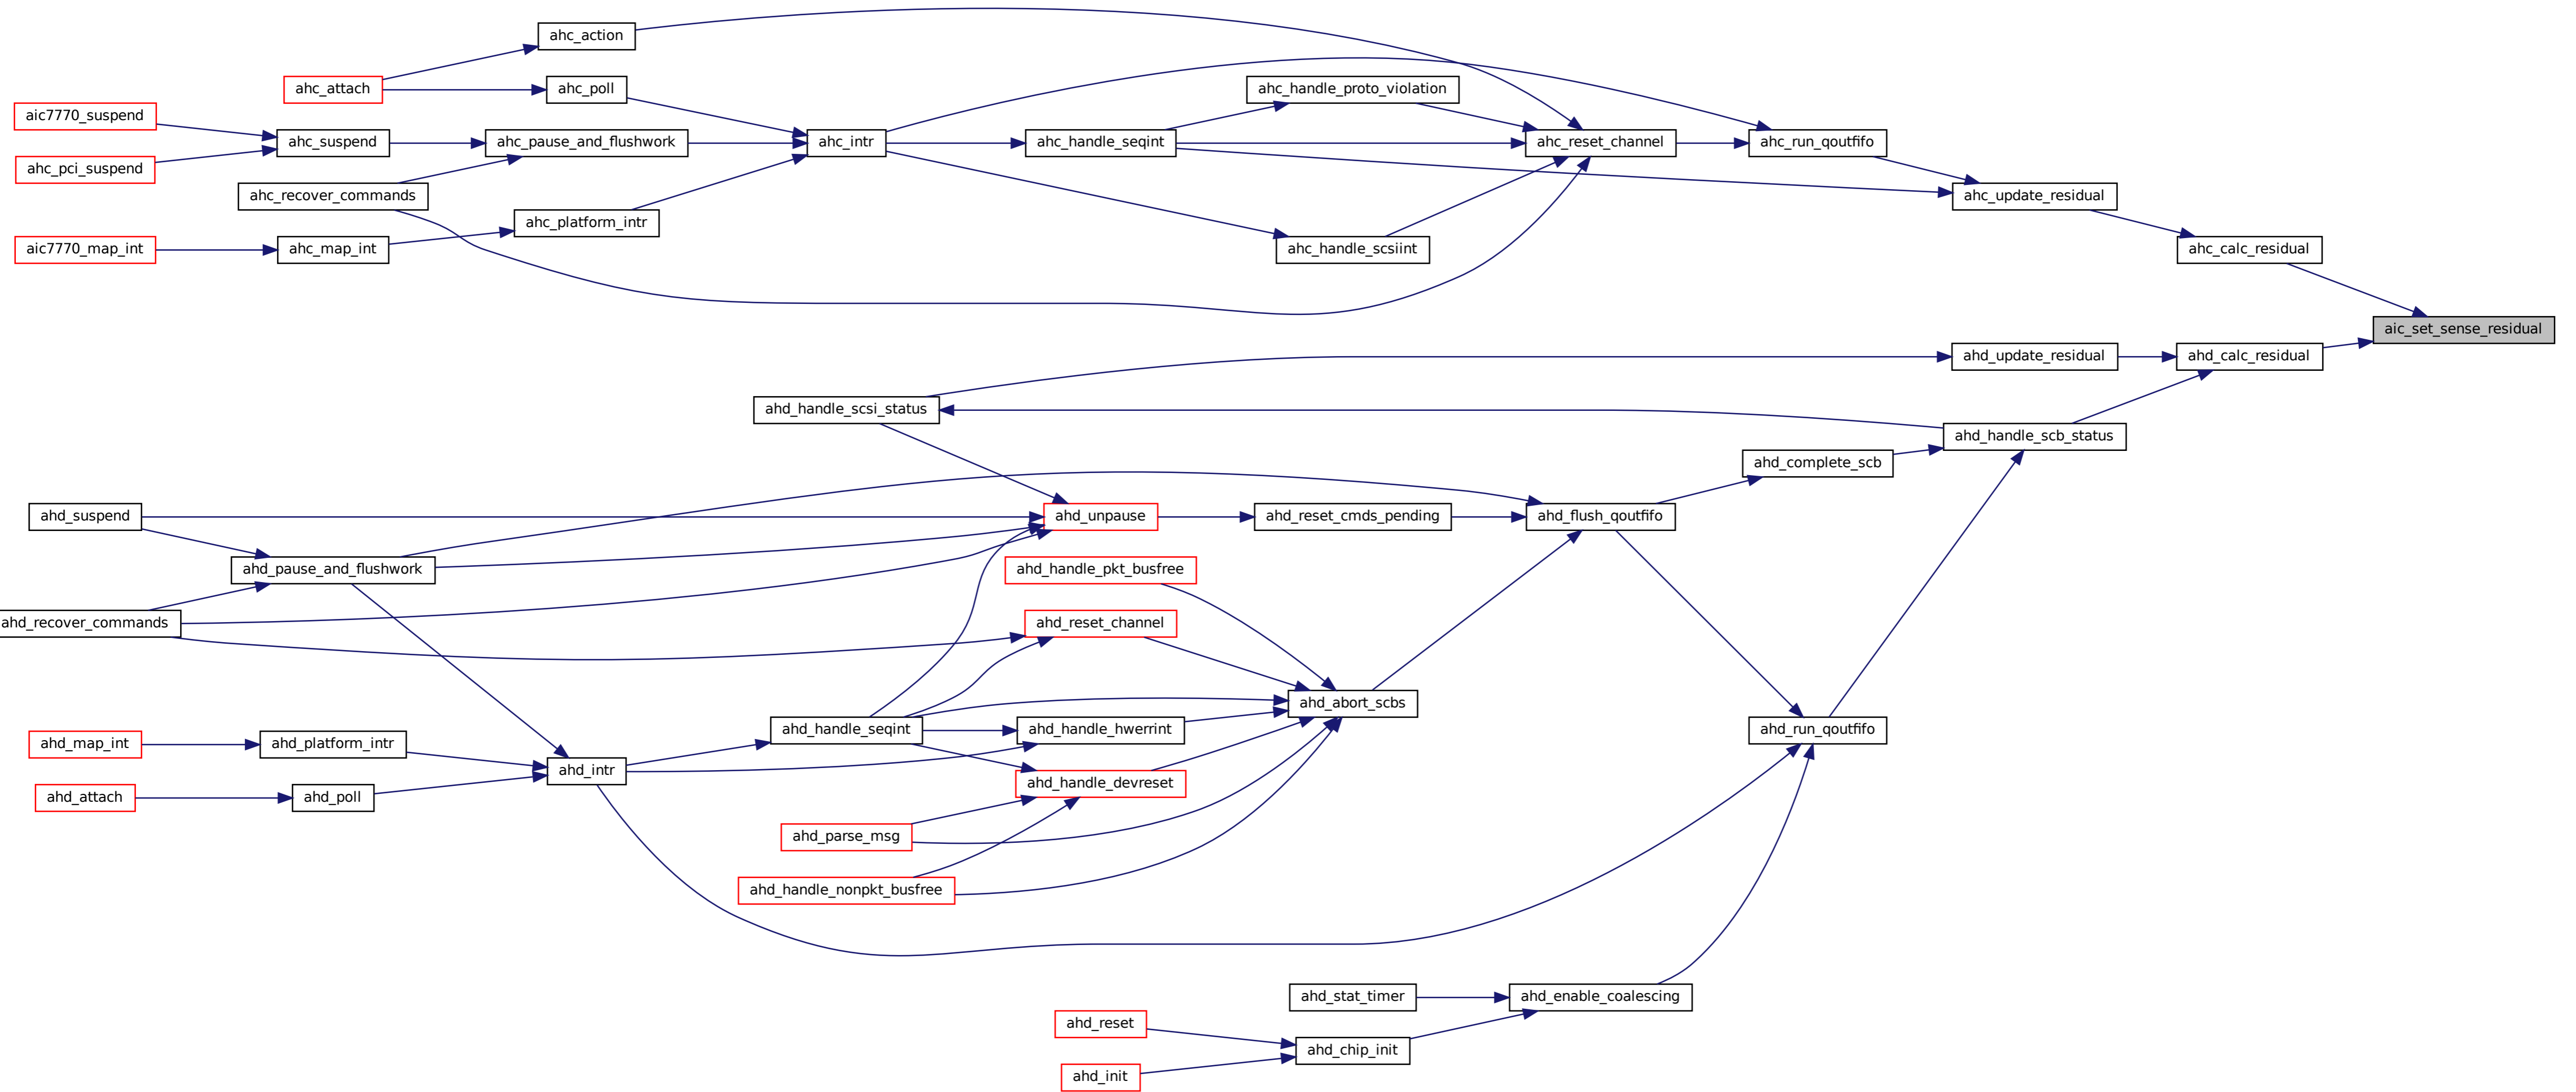 ahc_action
ahc_attach
ahc_poll
ahc_handle_proto_violation
aic7770_suspend
ahc_suspend
ahc_pause_and_flushwork
ahc_intr
ahc_handle_seqint
ahc_reset_channel
ahc_run_qoutfifo
ahc_pci_suspend
ahc_recover_commands
ahc_update_residual
ahc_platform_intr
aic7770_map_int
ahc_map_int
ahc_handle_scsiint
ahc_calc_residual
aic_set_sense_residual
ahd_update_residual
ahd_calc_residual
ahd_handle_scsi_status
ahd_handle_scb_status
ahd_complete_scb
ahd_suspend
ahd_unpause
ahd_reset_cmds_pending
ahd_flush_qoutfifo
ahd_pause_and_flushwork
ahd_handle_pkt_busfree
ahd_recover_commands
ahd_reset_channel
ahd_abort_scbs
ahd_handle_seqint
ahd_handle_hwerrint
ahd_run_qoutfifo
ahd_map_int
ahd_platform_intr
ahd_intr
ahd_handle_devreset
ahd_attach
ahd_poll
ahd_parse_msg
ahd_handle_nonpkt_busfree
ahd_stat_timer
ahd_enable_coalescing
ahd_reset
ahd_chip_init
ahd_init